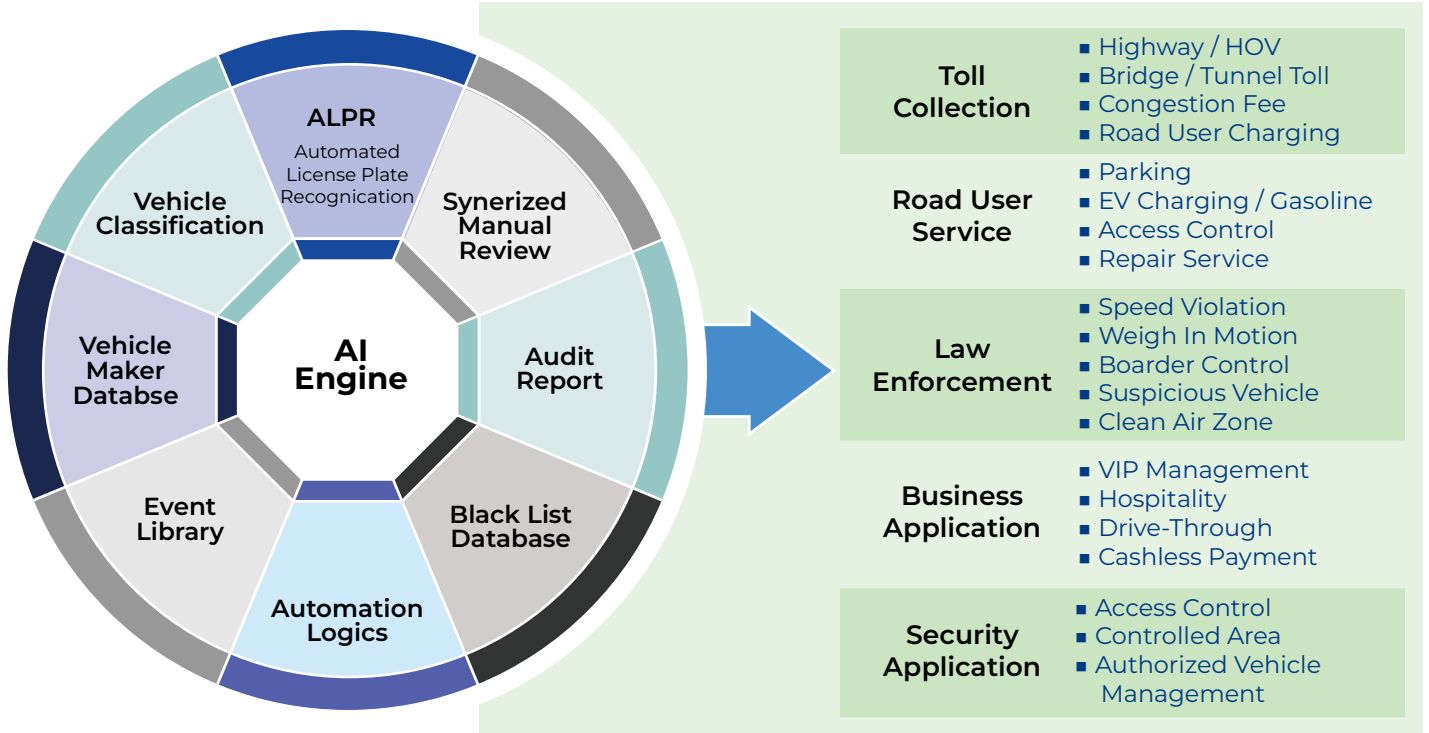 ALPR
Automated
License Plate
Recognication
Synerized
Manual
Review
Audit
Report
Black List
Database
Automation
Logics
Event
Library
Vehicle
Maker
Databse
Vehicle
Classification
AI
Engine
Toll
Collection
■ Highway / HOV
■ Bridge / Tunnel Toll
■ Congestion Fee
■ Road User Charging
Road User
Service
■ Parking
■ EV Charging / Gasoline
■ Access Control
■ Repair Service
Law
Enforcement
■ Speed Violation
■ Weigh In Motion
■ Boarder Control
■ Suspicious Vehicle
■ Clean Air Zone
Business
Application
■ VIP Management
■ Hospitality
■ Drive-Through
■ Cashless Payment
Security
Application
■ Access Control
■ Controlled Area
■ Authorized Vehicle
Management